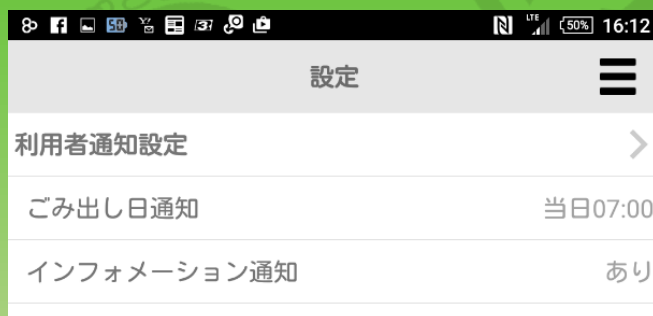 LTE 50% 16:12
設定
利用者通知設定
ごみ出し日通知 当日07:00
インフォメーション通知 あり